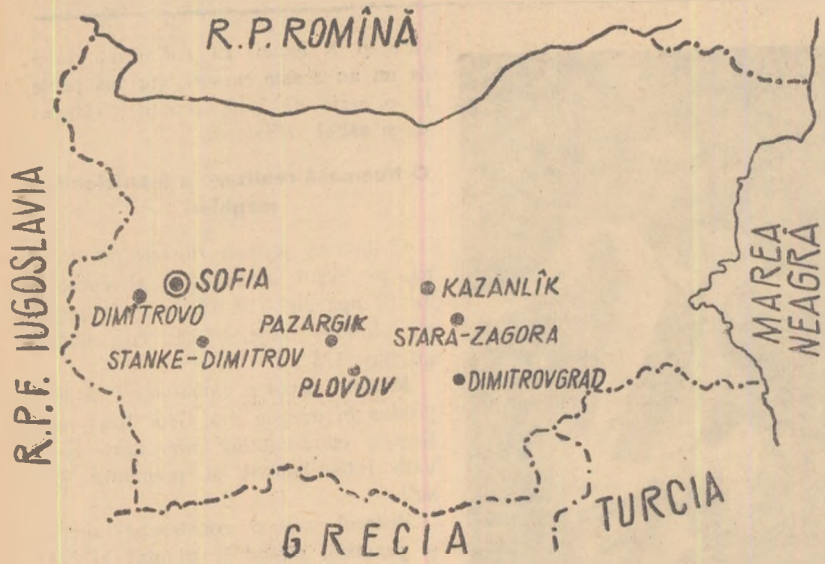 R.P. ROMÎNĂ
R.P.F. IUGOSLAVIA
MAREA
NEAGRĂ
SOFIA
KAZANLÎK
DIMITROVO
PAZARGIK
STARA-ZAGORA
STANKE-DIMITROV
PLOVDIV
DIMITROVGRAD
TURCIA
GRECIA